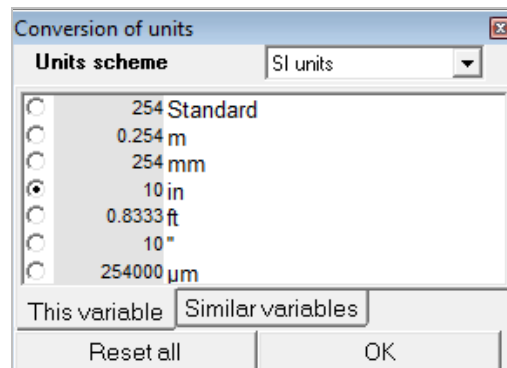 Conversion of units
Units scheme SI units
254 Standard
0.254 m
254 mm
10 in
0.8333 ft
10 "
254000 µm
This variable Similar variables
Reset all OK